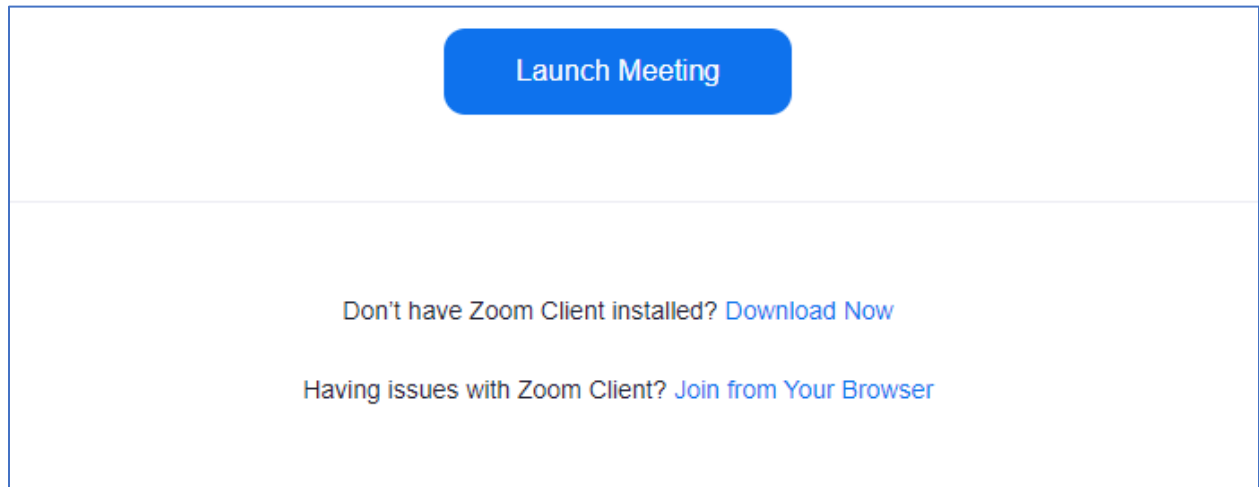 Launch Meeting
Don’t have Zoom Client installed? Download Now
Having issues with Zoom Client? Join from Your Browser